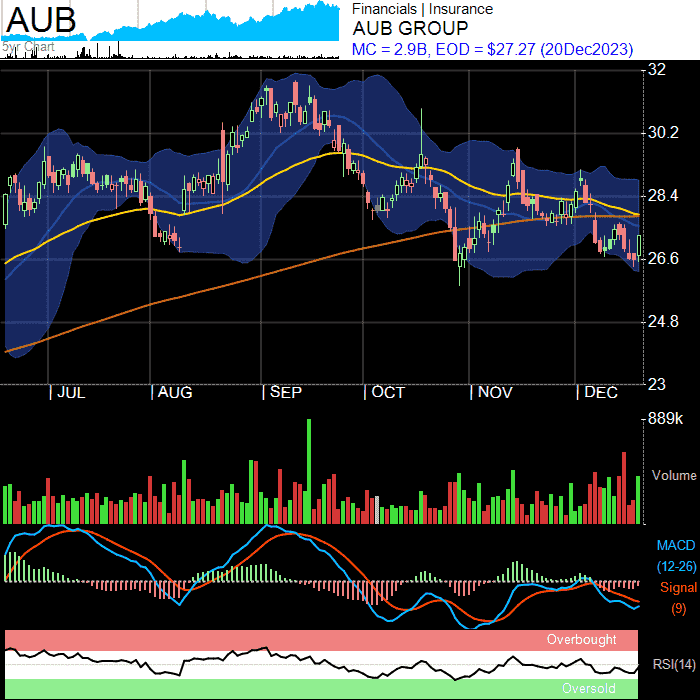 AUB
5yr Chart
Financials | Insurance
AUB GROUP
MC = 2.9B, EOD = $27.27 (20Dec2023)
32
30.2
28.4
26.6
24.8
23
| JUL | AUG | SEP | OCT | NOV | DEC
889k
Volume
MACD
(12-26)
Signal
(9)
Overbought
RSI(14)
Oversold